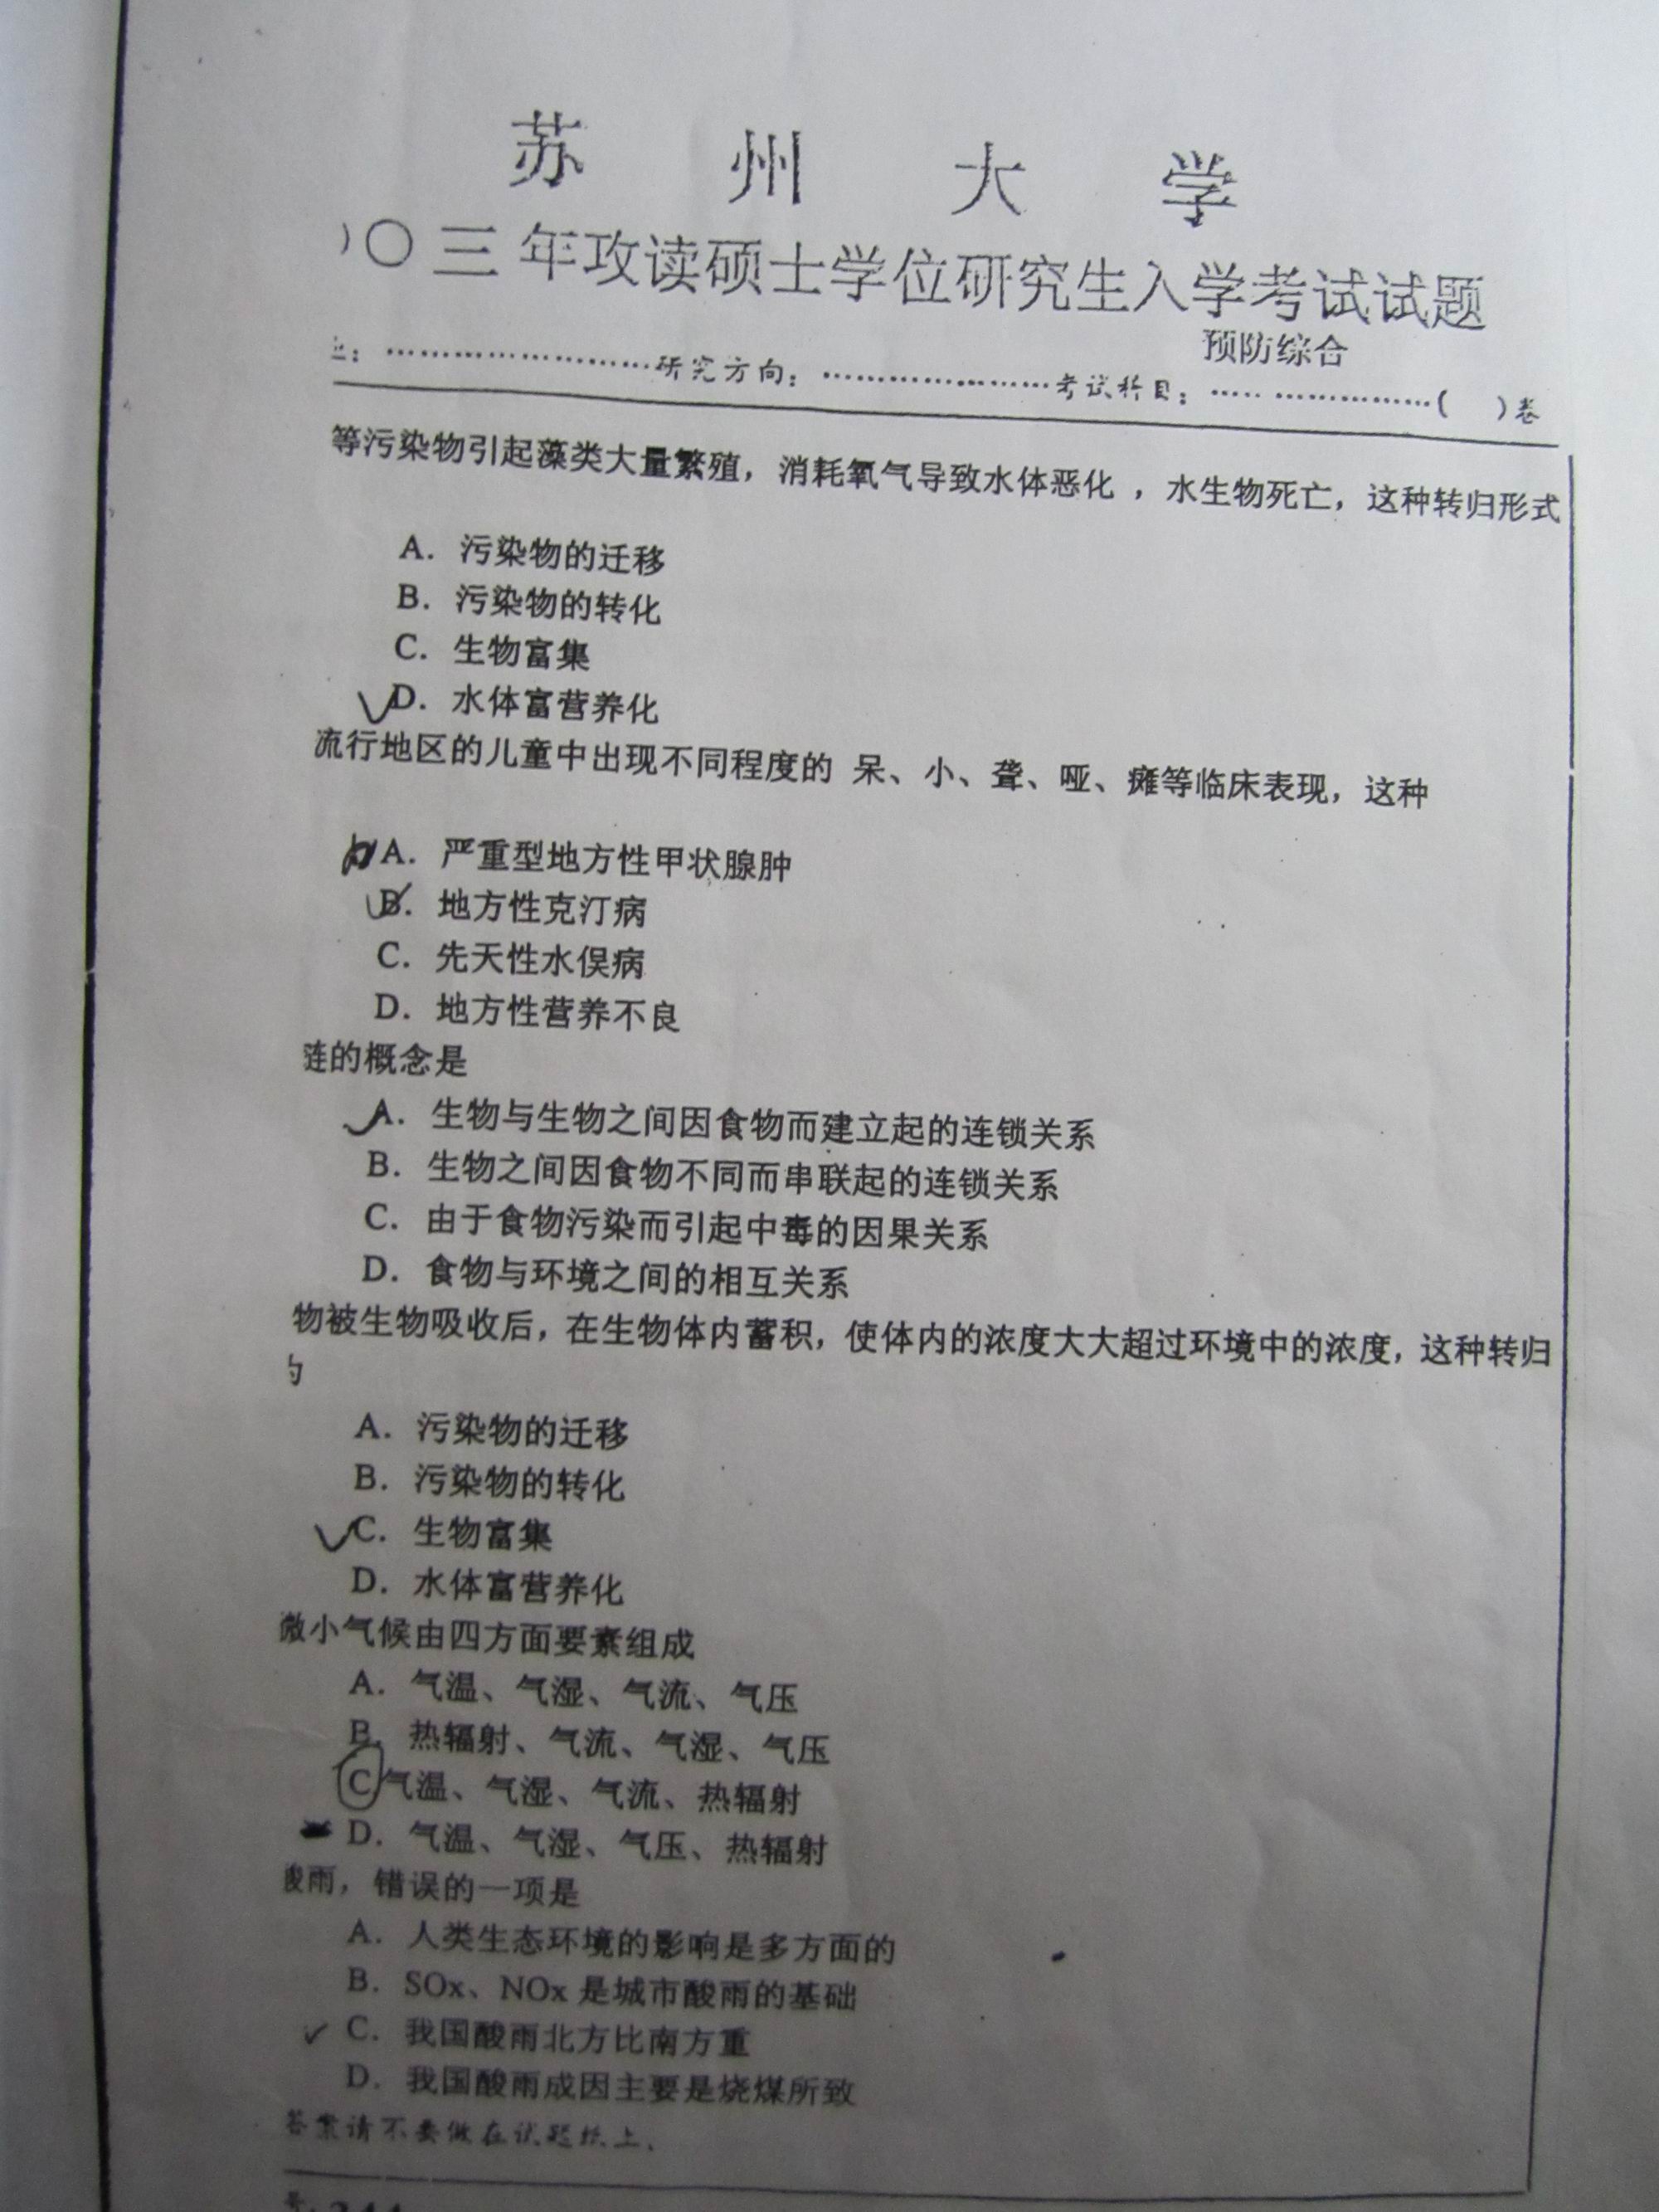 苏 州 大 学
〇三年攻读硕士学位研究生入学考试试题
预防综合
研究方向：……………………考试科目：……………………( )卷
等污染物引起藻类大量繁殖，消耗氧气导致水体恶化，水生物死亡，这种转归形式
A. 污染物的迁移
B. 污染物的转化
C. 生物富集
D. 水体富营养化
流行地区的儿童中出现不同程度的 呆、小、聋、哑、瘫等临床表现，这种
A. 严重型地方性甲状腺肿
B. 地方性克汀病
C. 先天性水俣病
D. 地方性营养不良
链的概念是
A. 生物与生物之间因食物而建立起的连锁关系
B. 生物之间因食物不同而串联起的连锁关系
C. 由于食物污染而引起中毒的因果关系
D. 食物与环境之间的相互关系
物被生物吸收后，在生物体内蓄积，使体内的浓度大大超过环境中的浓度，这种转归
为
A. 污染物的迁移
B. 污染物的转化
C. 生物富集
D. 水体富营养化
微小气候由四方面要素组成
A. 气温、气湿、气流、气压
B. 热辐射、气流、气湿、气压
C 气温、气湿、气流、热辐射
D. 气温、气湿、气压、热辐射
酸雨，错误的一项是
A. 人类生态环境的影响是多方面的
B. SOx、NOx 是城市酸雨的基础
C. 我国酸雨北方比南方重
D. 我国酸雨成因主要是烧煤所致
答案请不要做在试题纸上.